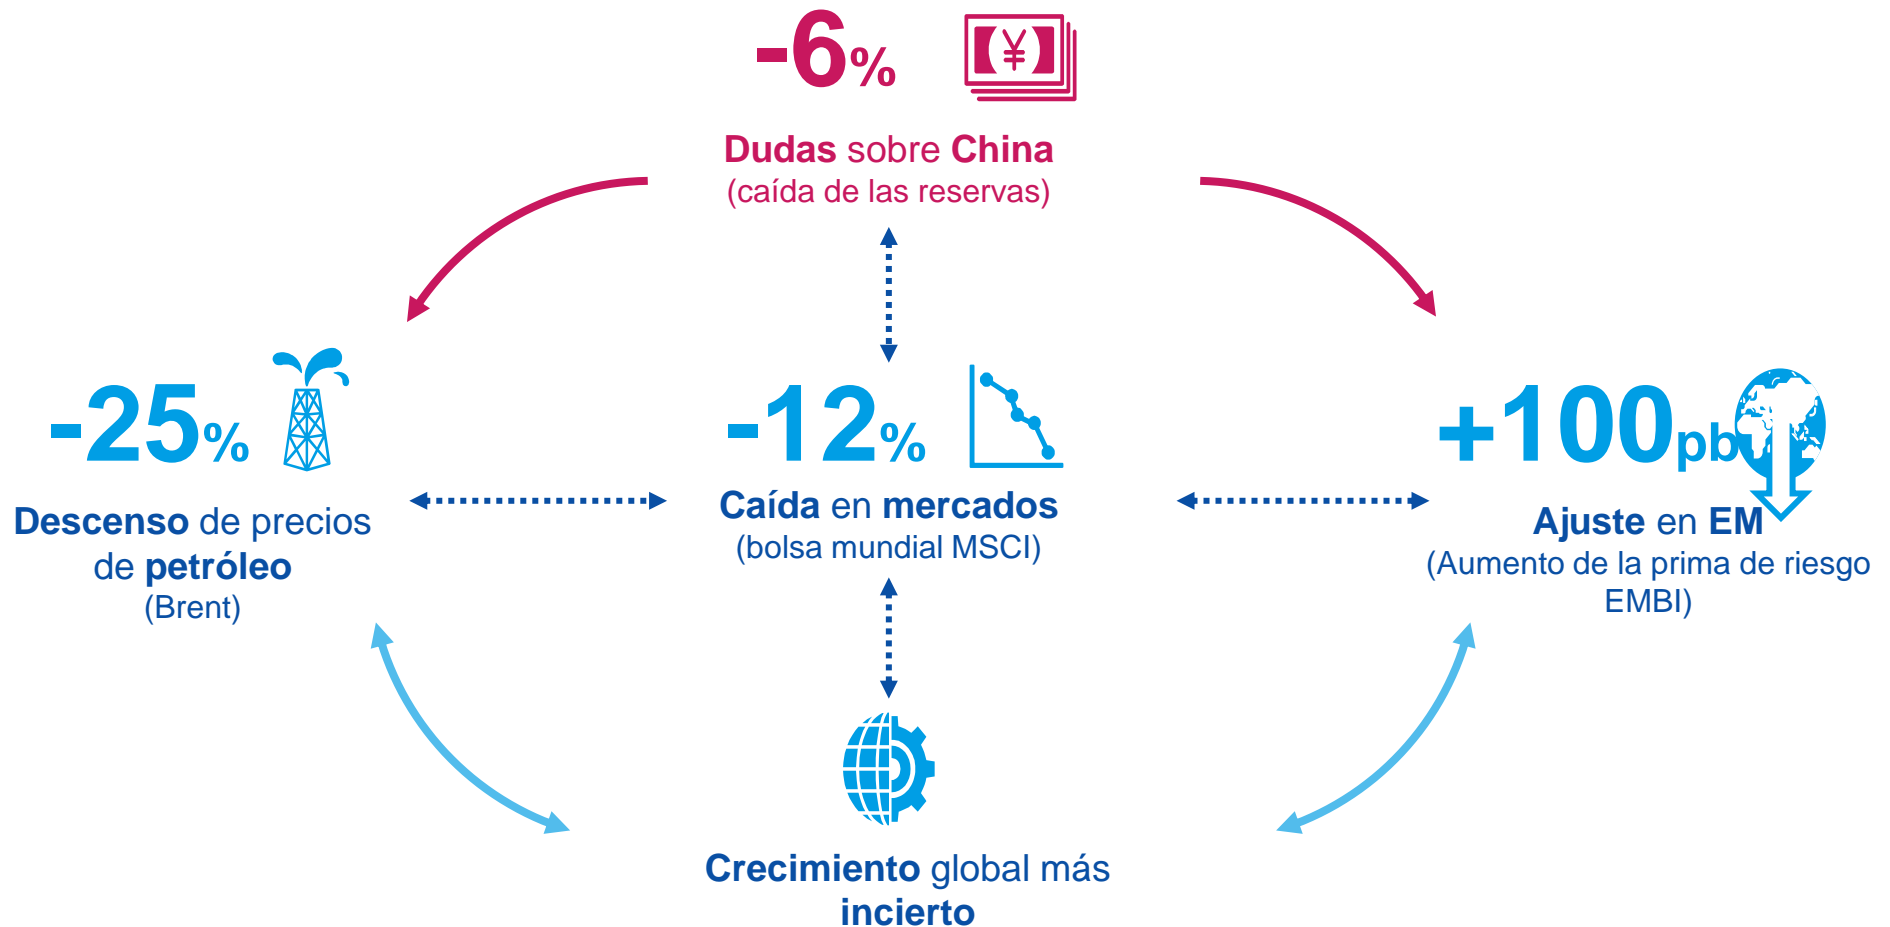 -6%
¥
Dudas sobre China
(caída de las reservas)
-25%
Descenso de precios
de petróleo
(Brent)
-12%
Caída en mercados
(bolsa mundial MSCI)
+100pb
Ajuste en EM
(Aumento de la prima de riesgo
EMBI)
Crecimiento global más
incierto